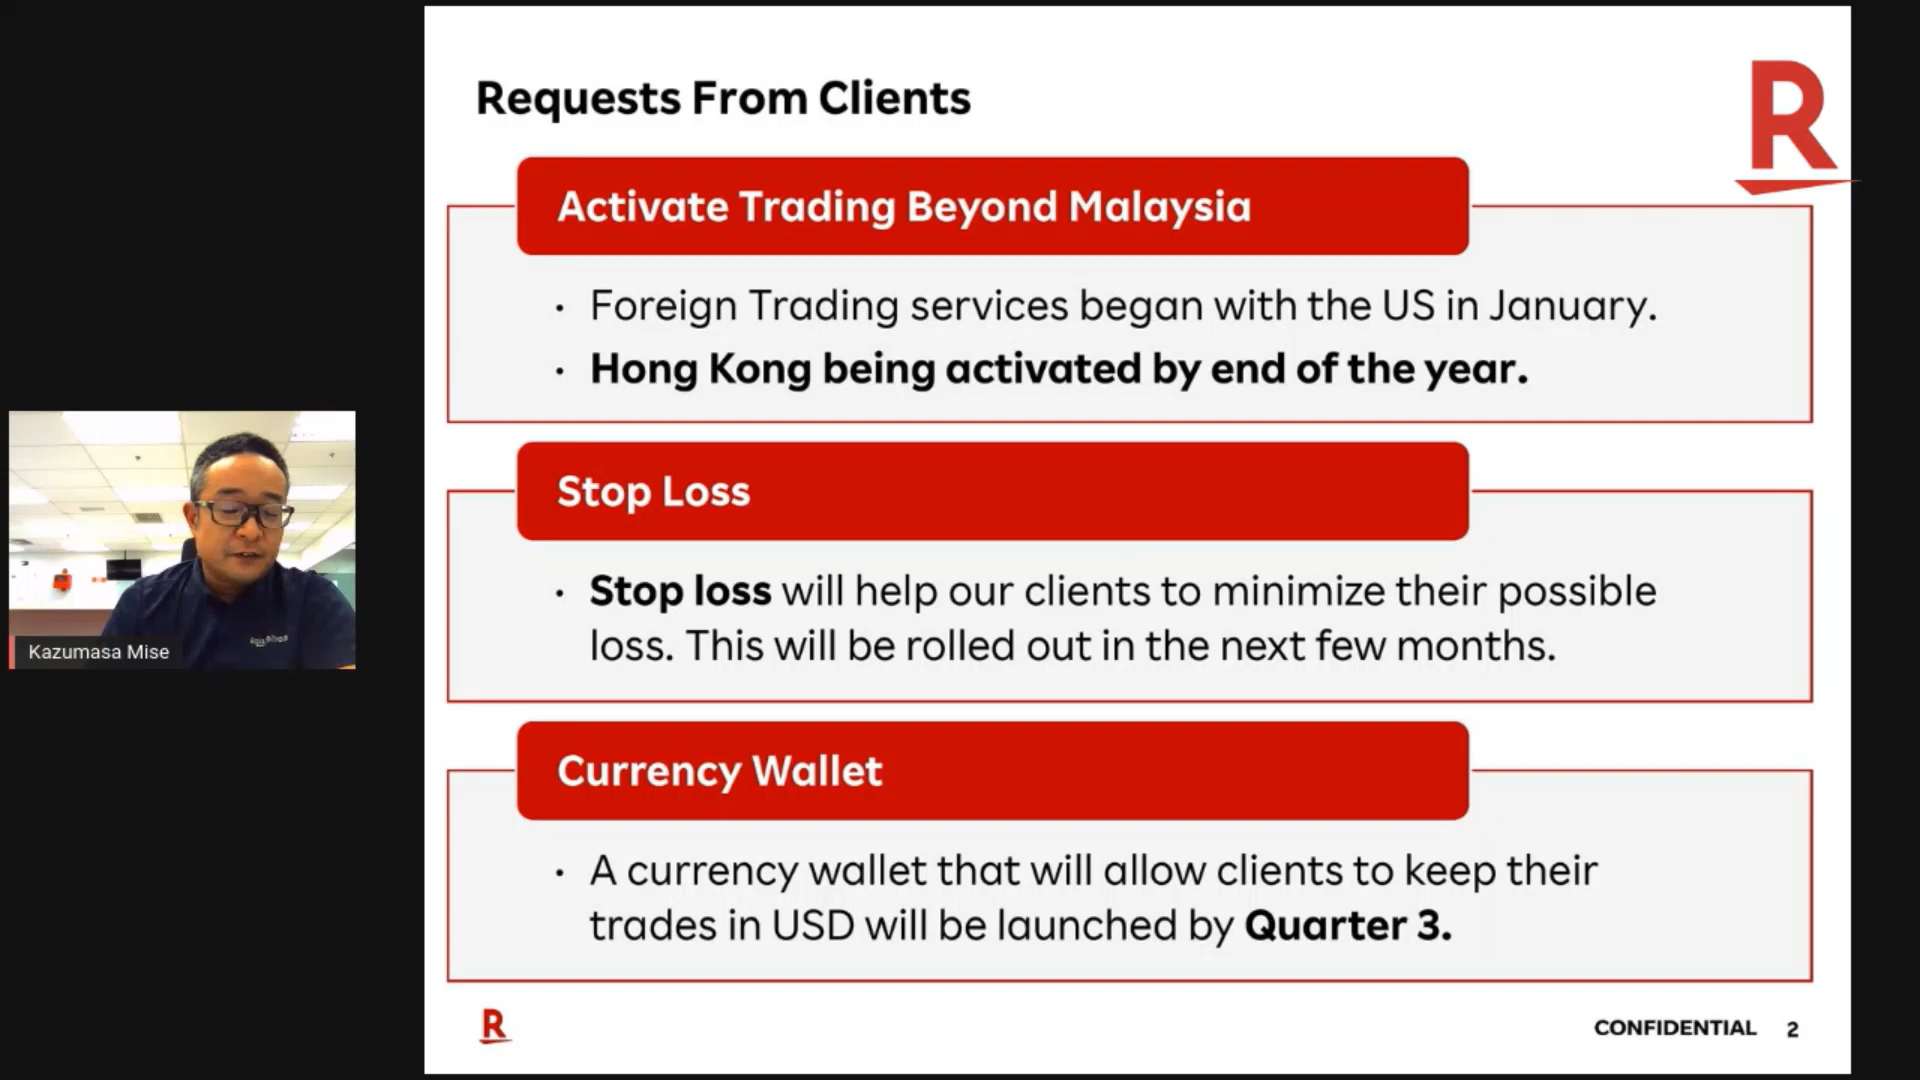 Requests From Clients
R
Activate Trading Beyond Malaysia
· Foreign Trading services began with the US in January.
· Hong Kong being activated by end of the year.
Stop Loss
· Stop loss will help our clients to minimize their possible
loss. This will be rolled out in the next few months.
Currency Wallet
· A currency wallet that will allow clients to keep their
trades in USD will be launched by Quarter 3.
Kazumasa Mise
R
CONFIDENTIAL 2